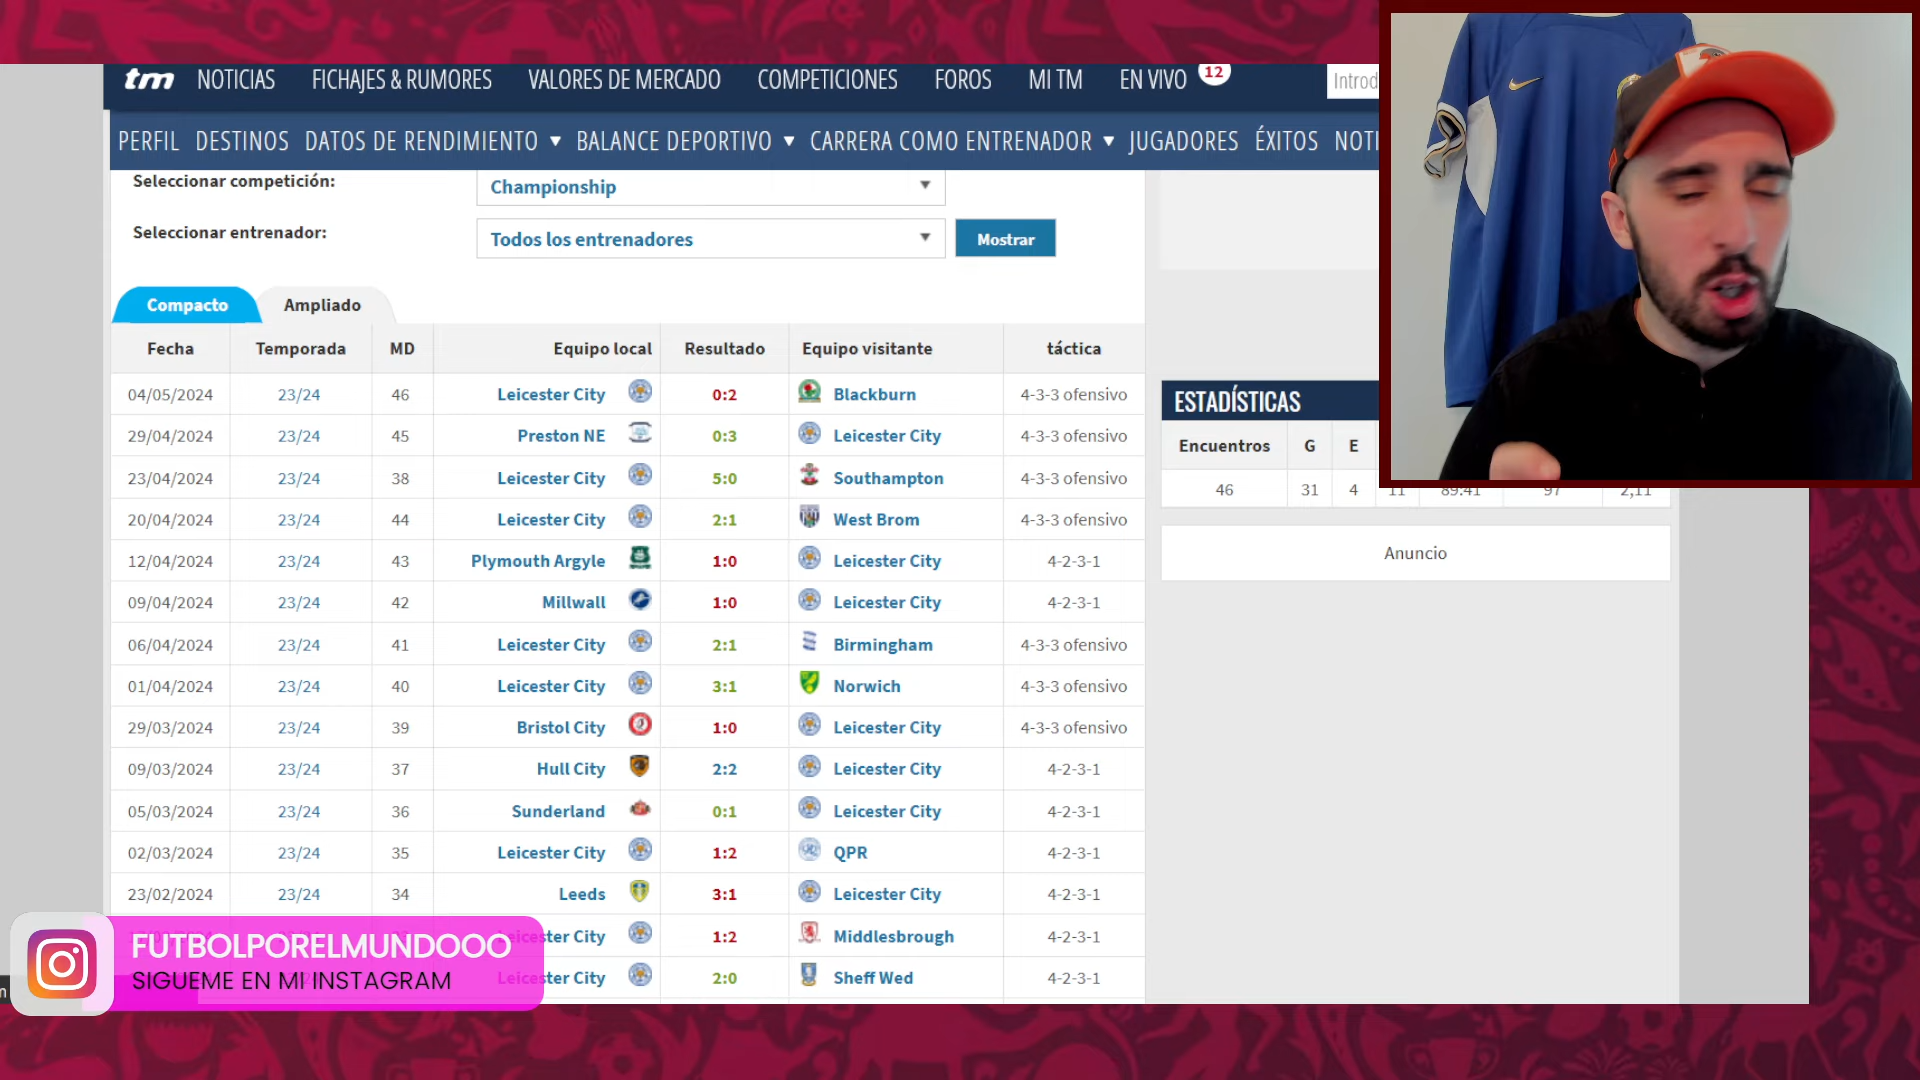 tm NOTICIAS FICHAJES & RUMORES VALORES DE MERCADO COMPETICIONES FOROS MI TM EN VIVO 12 Introd
PERFIL DESTINOS DATOS DE RENDIMIENTO BALANCE DEPORTIVO CARRERA COMO ENTRENADOR JUGADORES ÉXITOS NOTI
Seleccionar competición: Championship
Seleccionar entrenador: Todos los entrenadores Mostrar
Compacto Ampliado
Fecha Temporada MD Equipo local Resultado Equipo visitante táctica
04/05/2024 23/24 46 Leicester City 0:2 Blackburn 4-3-3 ofensivo
29/04/2024 23/24 45 Preston NE 0:3 Leicester City 4-3-3 ofensivo
23/04/2024 23/24 38 Leicester City 5:0 Southampton 4-3-3 ofensivo
20/04/2024 23/24 44 Leicester City 2:1 West Brom 4-3-3 ofensivo
12/04/2024 23/24 43 Plymouth Argyle 1:0 Leicester City 4-2-3-1
09/04/2024 23/24 42 Millwall 1:0 Leicester City 4-2-3-1
06/04/2024 23/24 41 Leicester City 2:1 Birmingham 4-3-3 ofensivo
01/04/2024 23/24 40 Leicester City 3:1 Norwich 4-3-3 ofensivo
29/03/2024 23/24 39 Bristol City 1:0 Leicester City 4-3-3 ofensivo
09/03/2024 23/24 37 Hull City 2:2 Leicester City 4-2-3-1
05/03/2024 23/24 36 Sunderland 0:1 Leicester City 4-2-3-1
02/03/2024 23/24 35 Leicester City 1:2 QPR 4-2-3-1
23/02/2024 23/24 34 Leeds 3:1 Leicester City 4-2-3-1
Leicester City 1:2 Middlesbrough 4-2-3-1
Leicester City 2:0 Sheff Wed 4-2-3-1
ESTADÍSTICAS
Encuentros G E
46 31 4 11 89:41 97 2,11
Anuncio
FUTBOLPORELMUNDOOO
SIGUEME EN MI INSTAGRAM